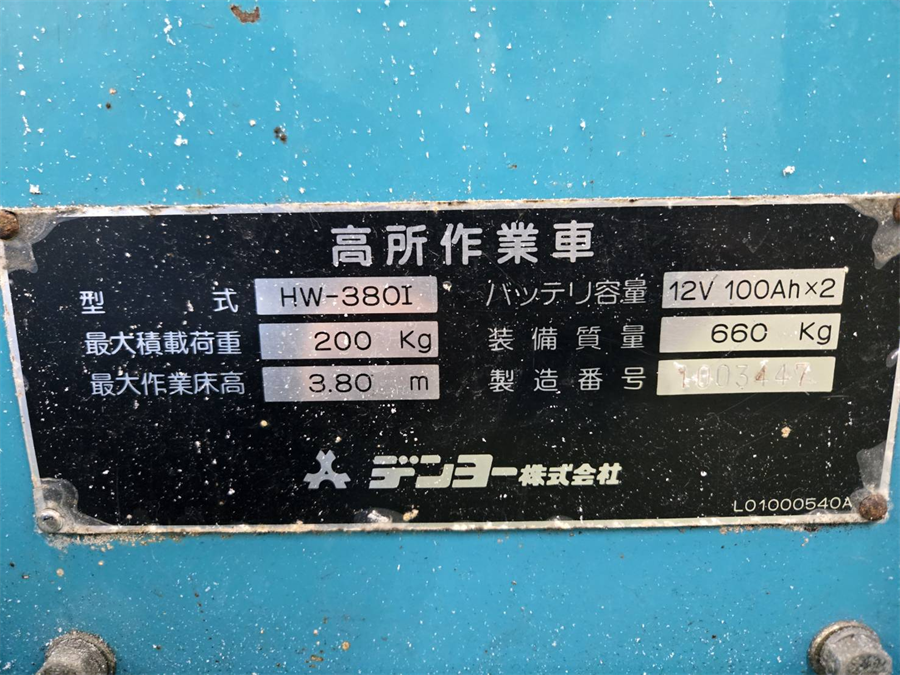 高所作業車
型式 HW-380I バッテリ容量 12V 100Ah×2
最大積載荷重 200 Kg 装備質量 660 Kg
最大作業床高 3.80 m 製造番号
デンヨー株式会社
L01000540A